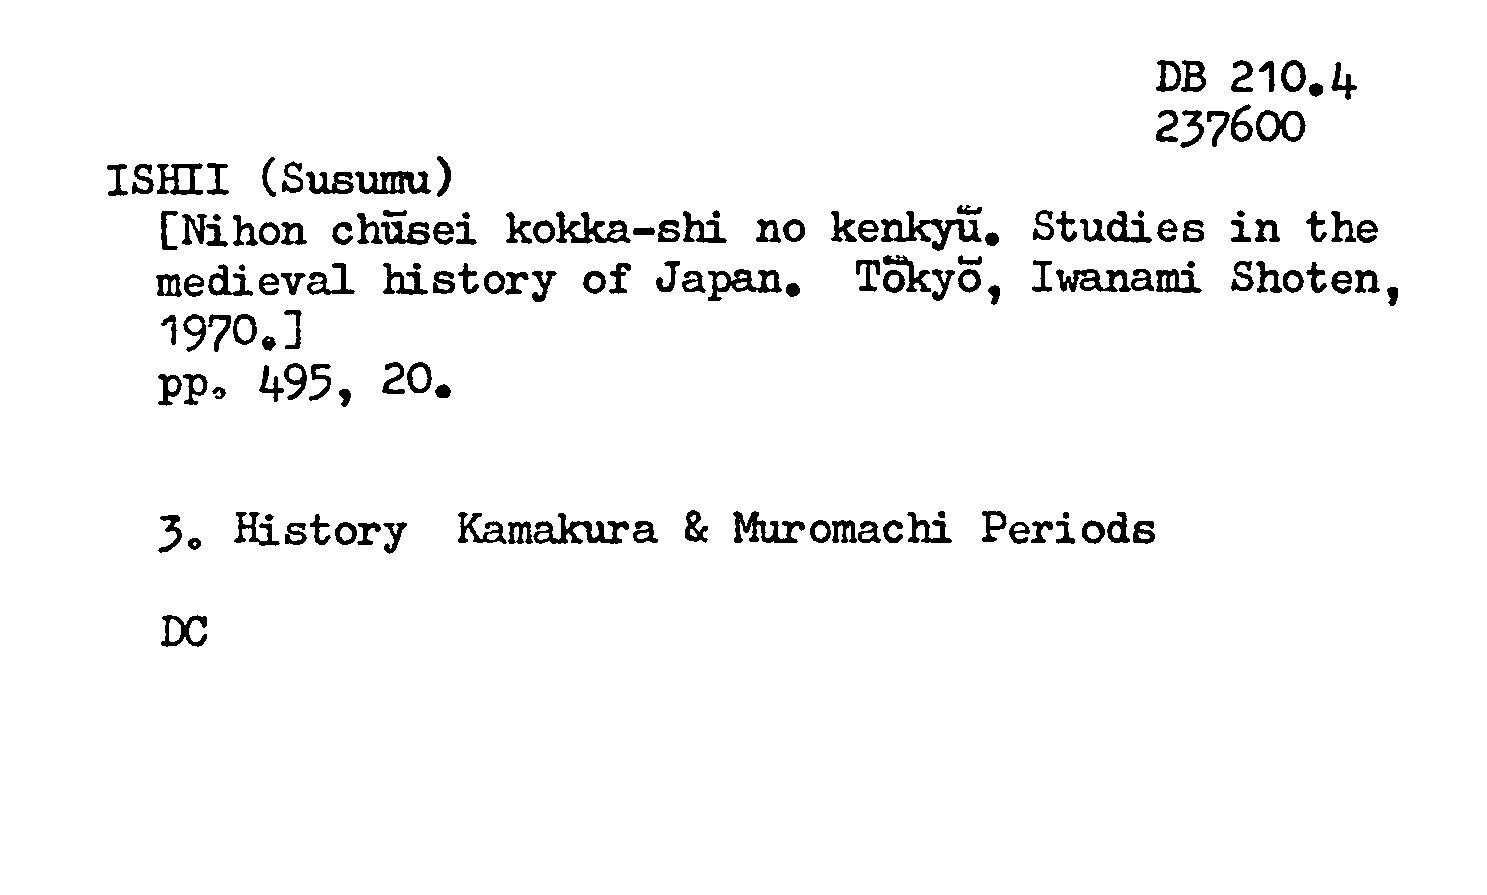 DB 210.4
237600
ISHII (Susumu)
[Nihon chūsei kokka-shi no kenkyū. Studies in the
medieval history of Japan. Tōkyō, Iwanami Shoten,
1970.]
pp. 495, 20.
3. History Kamakura & Muromachi Periods
DC